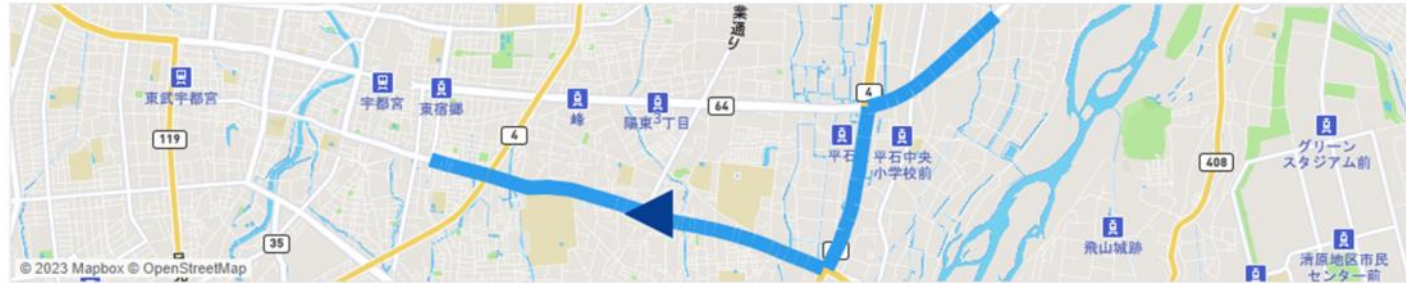 業通り
東武宇都宮
宇都宮
東宿郷
峰
陽東3丁目
64
4
119
4
平石
平石中央
小学校前
グリーン
スタジアム前
408
35
飛山城跡
清原地区市民
センター前
© 2023 Mapbox © OpenStreetMap